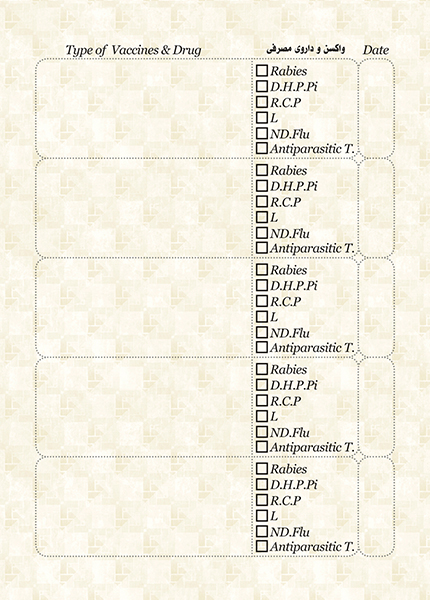 Type of Vaccines & Drug واکسن و داروی مصرفی Date
Rabies
D.H.P.Pi
R.C.P
L
ND.Flu
Antiparasitic T.
Rabies
D.H.P.Pi
R.C.P
L
ND.Flu
Antiparasitic T.
Rabies
D.H.P.Pi
R.C.P
L
ND.Flu
Antiparasitic T.
Rabies
D.H.P.Pi
R.C.P
L
ND.Flu
Antiparasitic T.
Rabies
D.H.P.Pi
R.C.P
L
ND.Flu
Antiparasitic T.